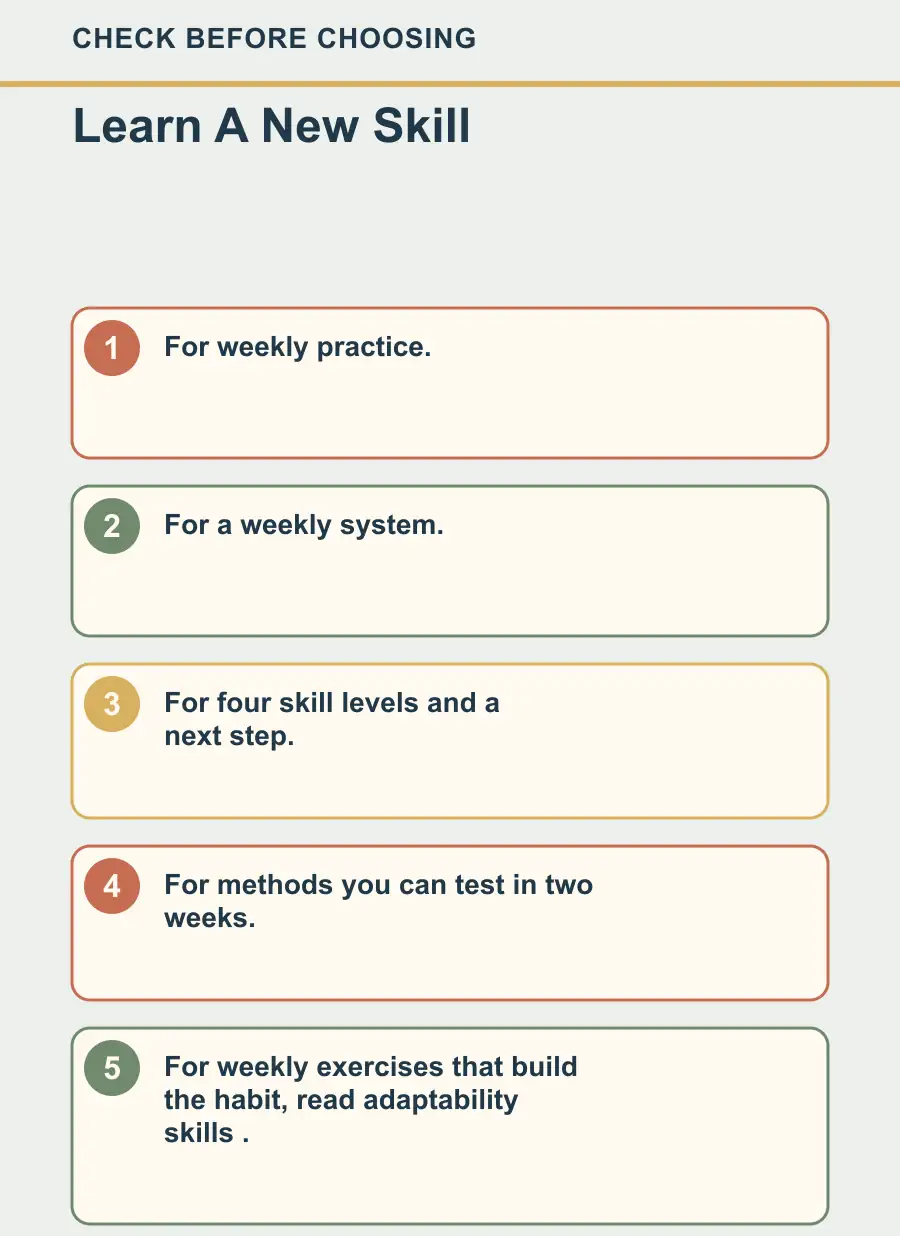 CHECK BEFORE CHOOSING
Learn A New Skill
1 For weekly practice.
2 For a weekly system.
3 For four skill levels and a
next step.
4 For methods you can test in two
weeks.
5 For weekly exercises that build
the habit, read adaptability
skills .